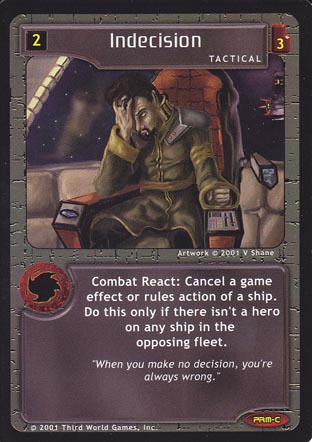 2
Indecision
3
TACTICAL
Artwork © 2001 V Shane
Combat React: Cancel a game
effect or rules action of a ship.
Do this only if there isn't a hero
on any ship in the
opposing fleet.
"When you make no decision, you're
always wrong."
PRM-C
© 2001 Third World Games, Inc.